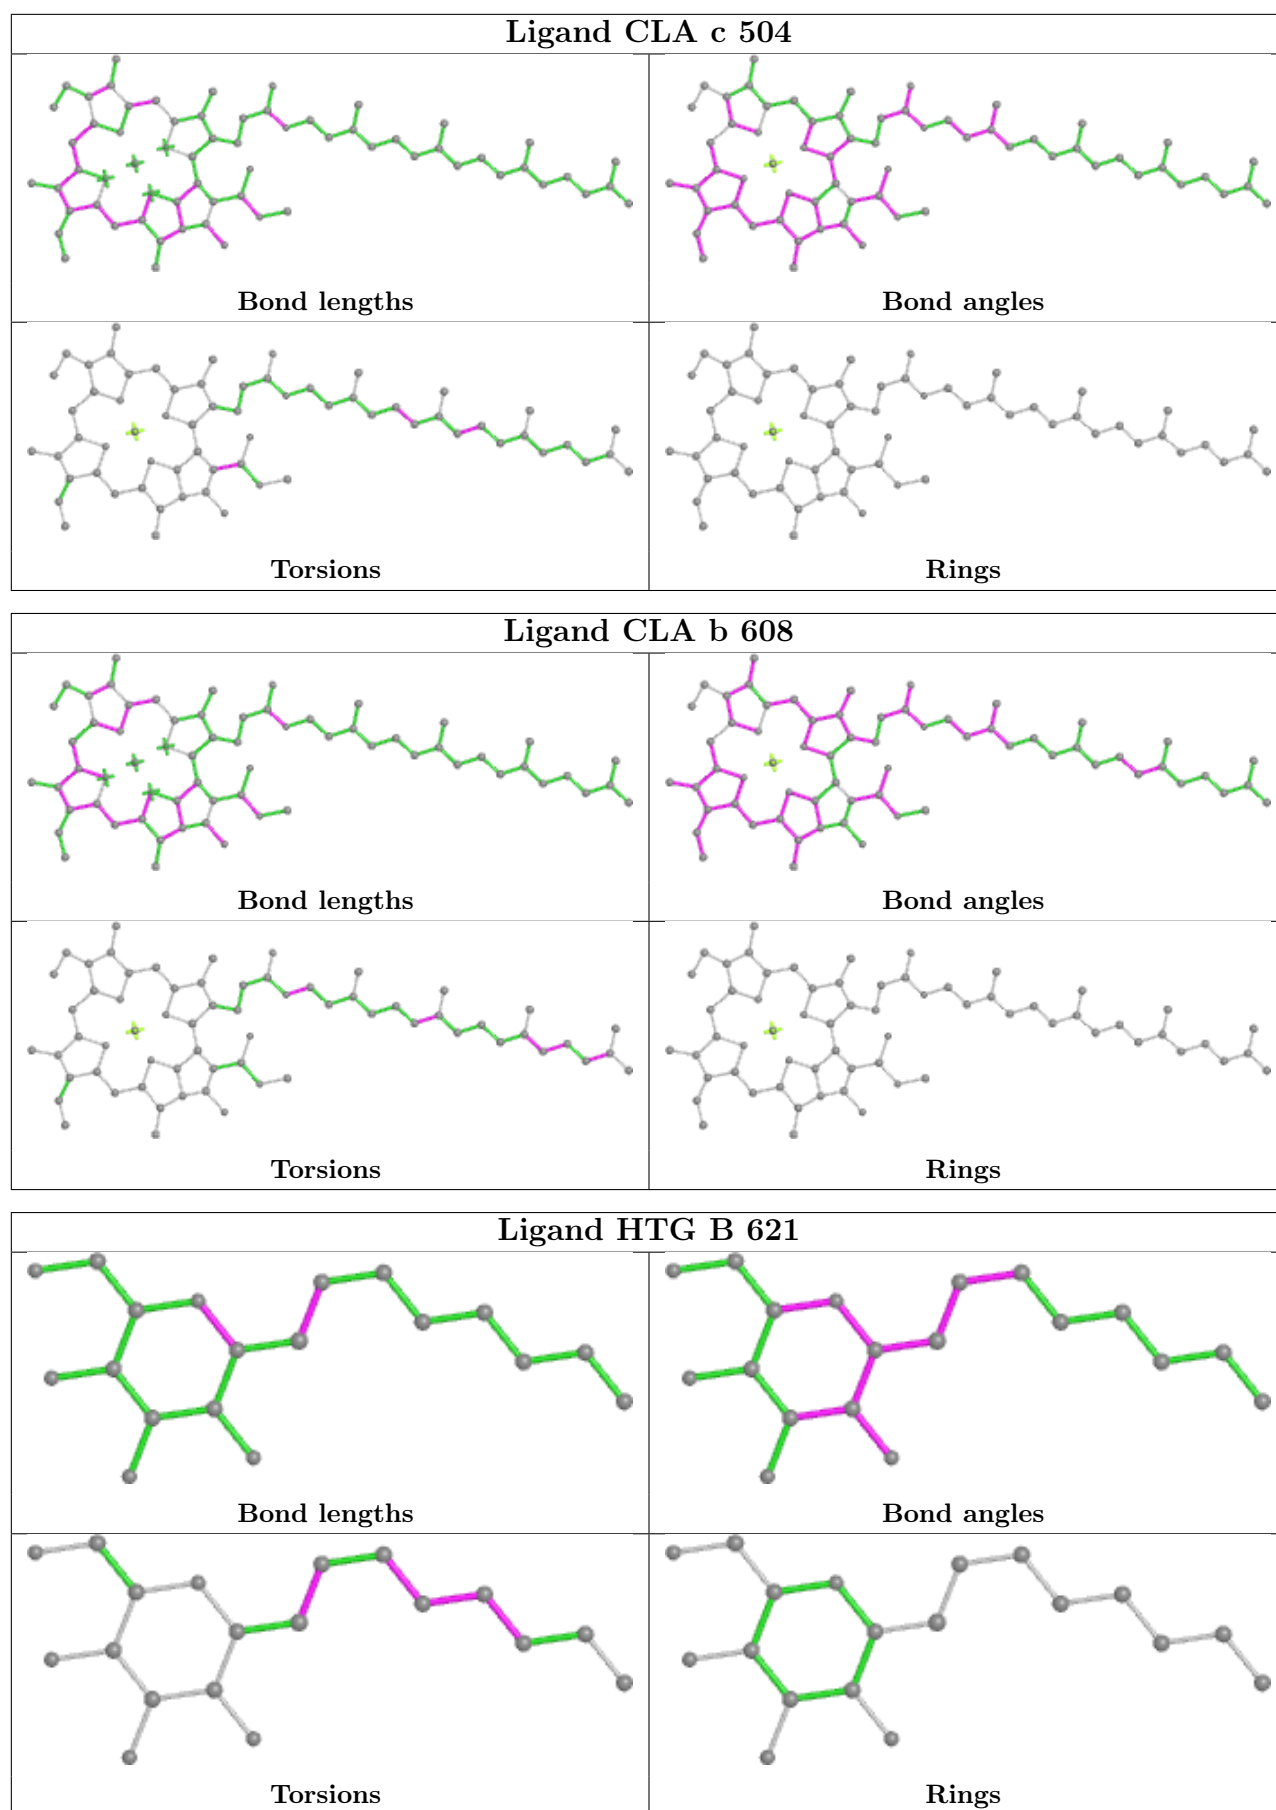 Ligand CLA c 504
Bond lengths
Bond angles
Torsions
Rings
Ligand CLA b 608
Bond lengths
Bond angles
Torsions
Rings
Ligand HTG B 621
Bond lengths
Bond angles
Torsions
Rings